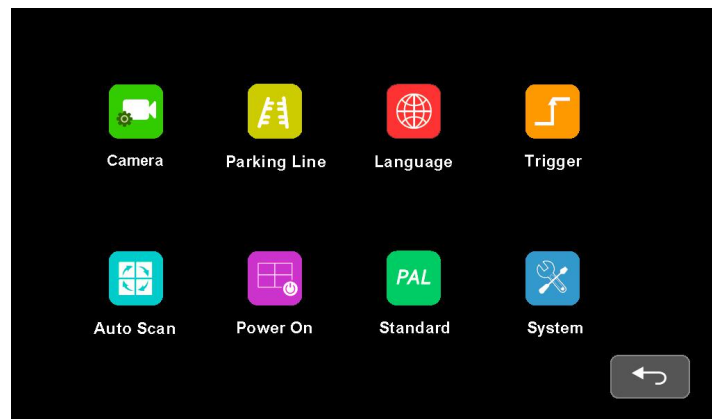 Camera
Parking Line
Language
Trigger
PAL
Auto Scan
Power On
Standard
System